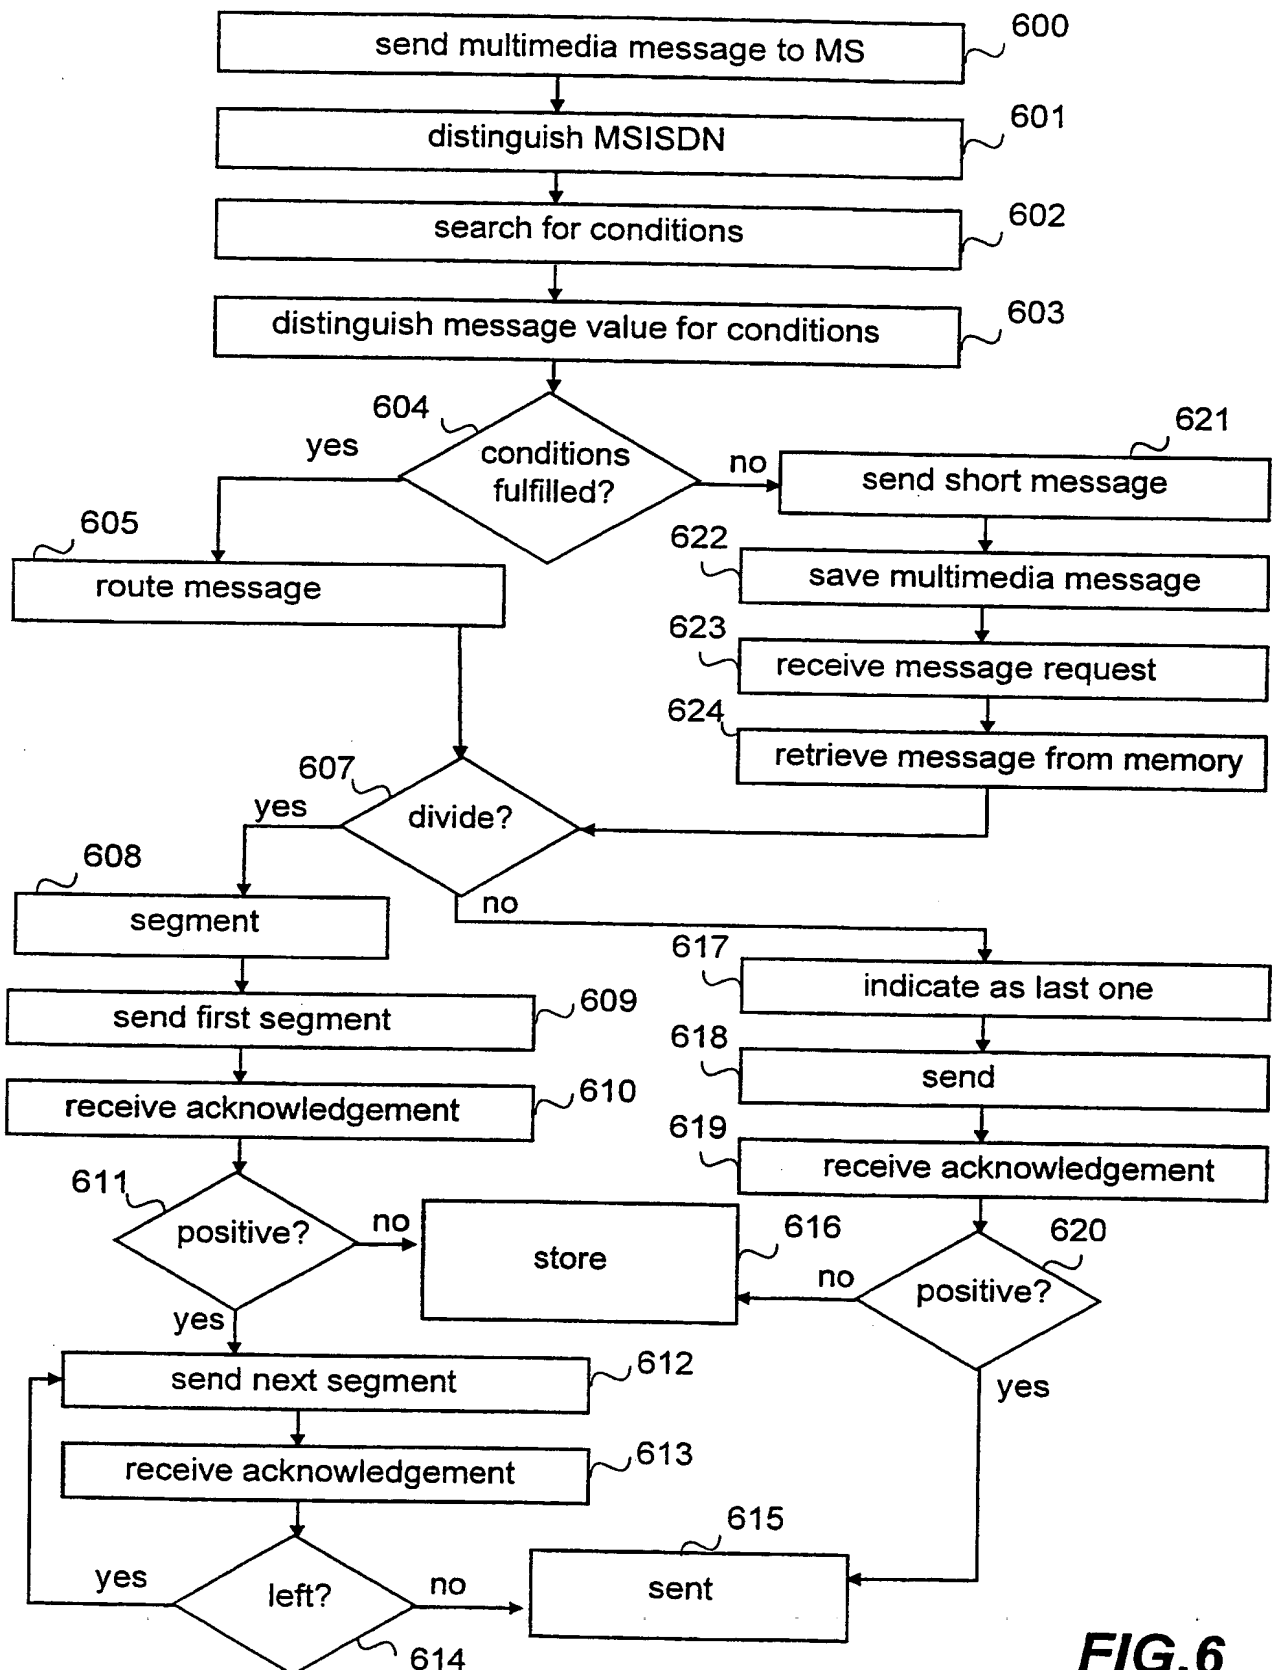 send multimedia message to MS
600
distinguish MSISDN
601
search for conditions
602
distinguish message value for conditions
603
604
conditions
fulfilled?
yes
no
621
send short message
605
route message
622
save multimedia message
623
receive message request
624
retrieve message from memory
607
divide?
yes
no
608
segment
617
indicate as last one
send first segment
609
618
send
receive acknowledgement
610
619
receive acknowledgement
611
positive?
no
store
616
no
620
positive?
yes
yes
send next segment
612
receive acknowledgement
613
615
sent
yes
left?
no
614
FIG.6